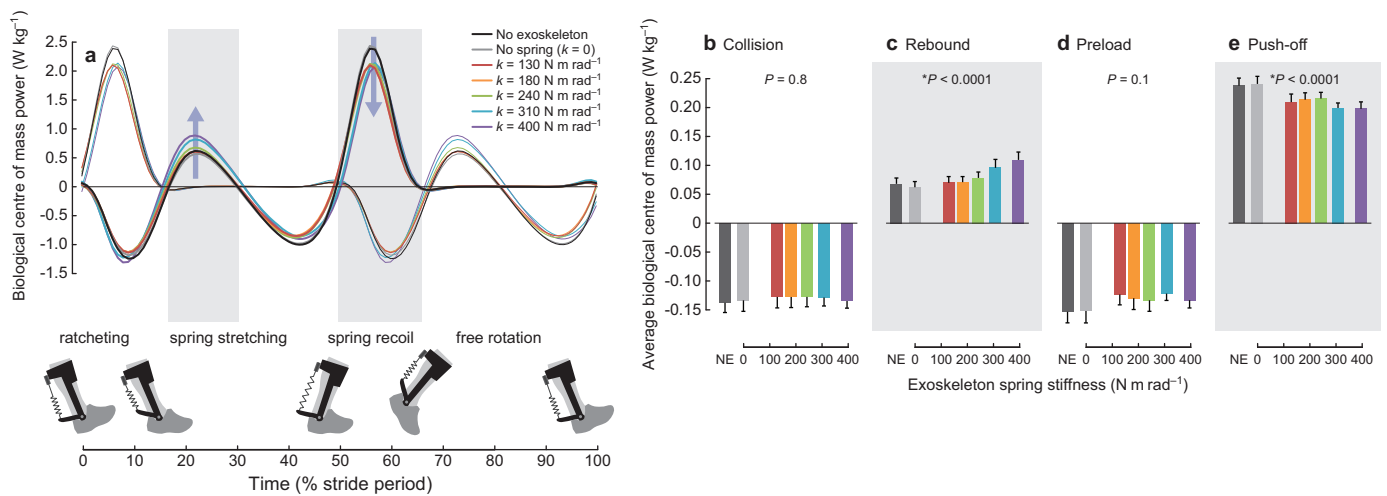 a
Biological centre of mass power (W kg⁻¹)
2.5
2.0
1.5
1.0
0.5
0
-0.5
-1.0
-1.5
No exoskeleton
No spring (k = 0)
k = 130 N m rad⁻¹
k = 180 N m rad⁻¹
k = 240 N m rad⁻¹
k = 310 N m rad⁻¹
k = 400 N m rad⁻¹
ratcheting
spring stretching
spring recoil
free rotation
0 10 20 30 40 50 60 70 80 90 100
Time (% stride period)
Average biological centre of mass power (W kg⁻¹)
b Collision
c Rebound
d Preload
e Push-off
0.25
0.20
0.15
0.10
0.05
0
-0.05
-0.10
-0.15
P = 0.8
*P < 0.0001
P = 0.1
*P < 0.0001
NE 0 100 200 300 400
NE 0 100 200 300 400
NE 0 100 200 300 400
NE 0 100 200 300 400
Exoskeleton spring stiffness (N m rad⁻¹)